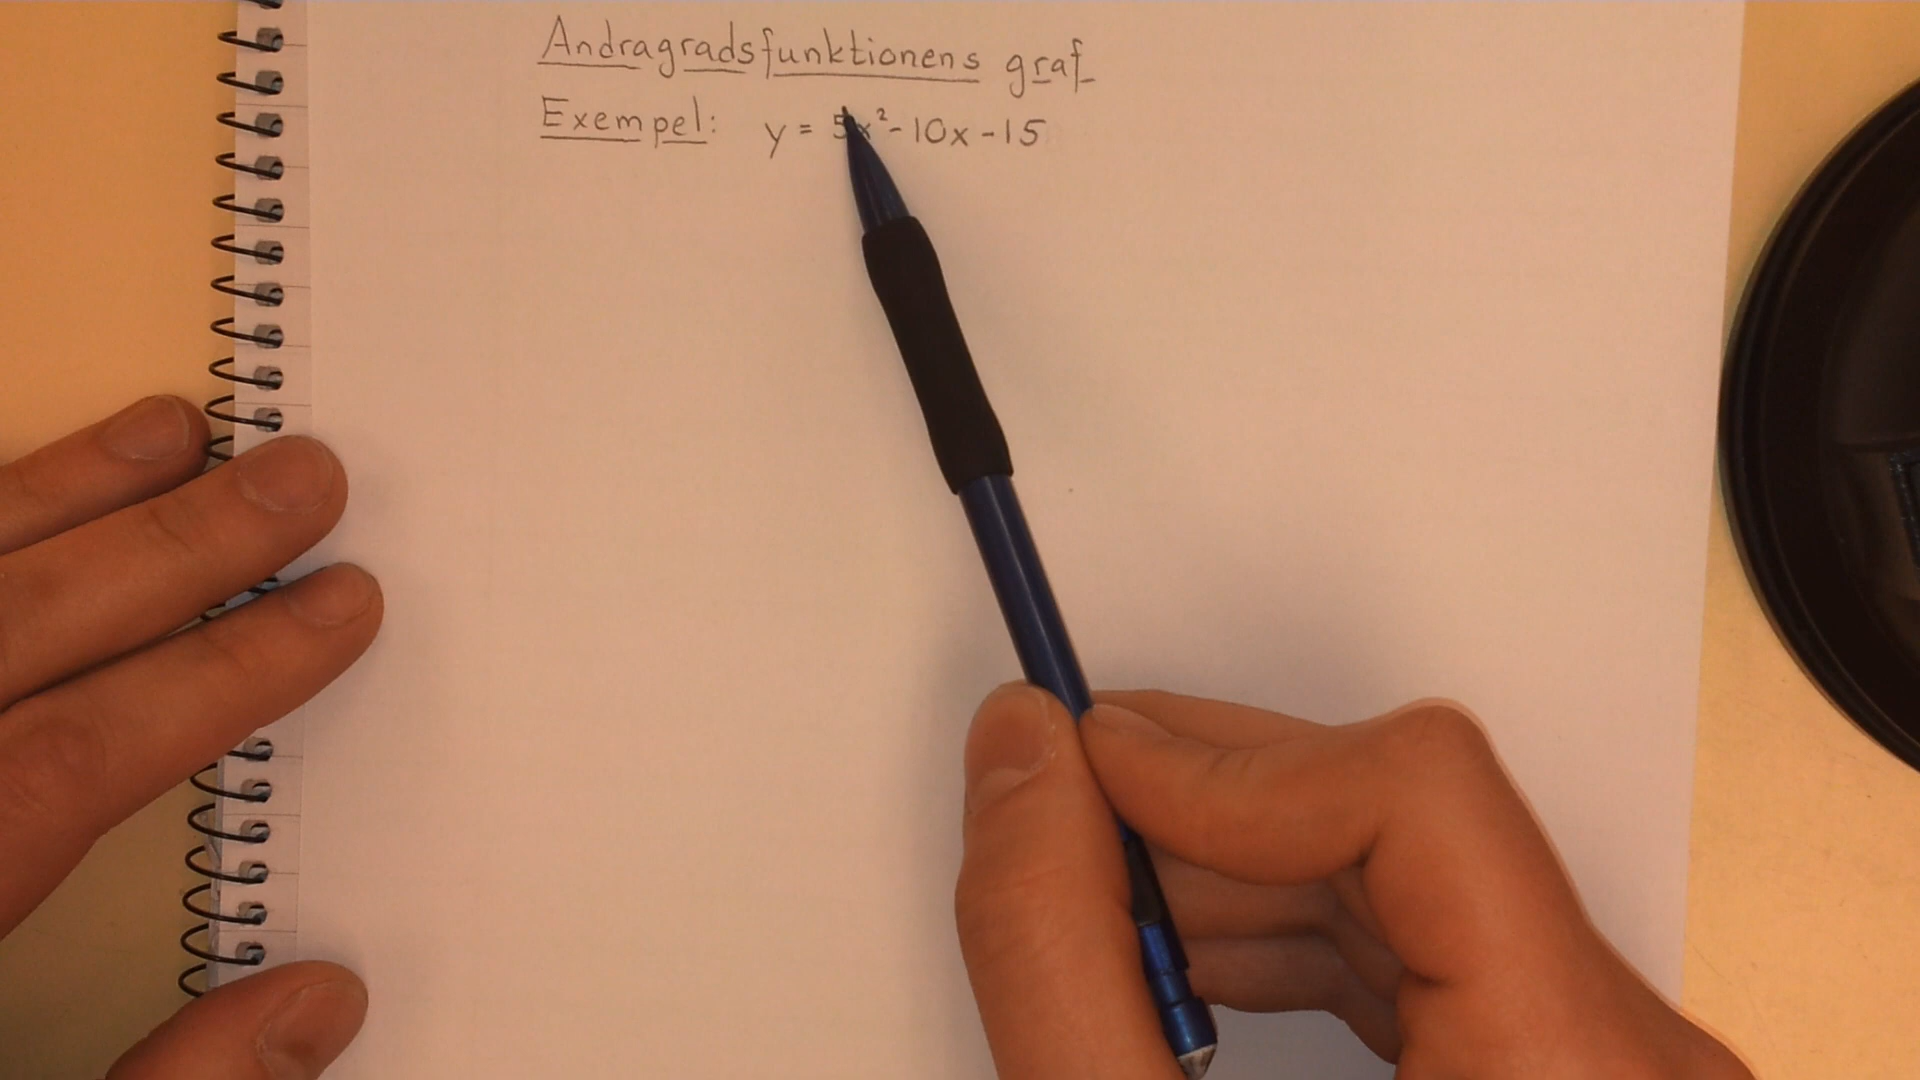 Andragradsfunktionens graf
Exempel: y = 5x² - 10x - 15